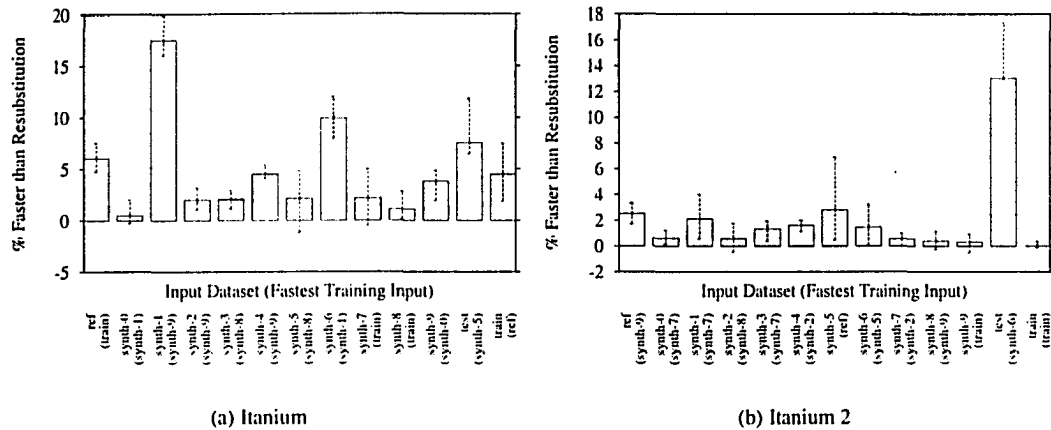 % Faster than Resubstitution
20
15
10
5
0
-5
Input Dataset (Fastest Training Input)
ref
(train)
synth-0
(synth-1)
synth-1
(synth-9)
synth-2
(synth-9)
synth-3
(synth-8)
synth-4
(synth-9)
synth-5
(synth-8)
synth-6
(synth-1)
synth-7
(train)
synth-8
(train)
synth-9
(synth-0)
test
(synth-5)
train
(ref)
(a) Itanium
% Faster than Resubstitution
18
16
14
12
10
8
6
4
2
0
-2
Input Dataset (Fastest Training Input)
ref
(synth-9)
synth-0
(synth-7)
synth-1
(synth-7)
synth-2
(synth-8)
synth-3
(synth-7)
synth-4
(synth-2)
synth-5
(ref)
synth-6
(synth-5)
synth-7
(synth-2)
synth-8
(synth-9)
synth-9
(train)
test
(synth-6)
train
(train)
(b) Itanium 2